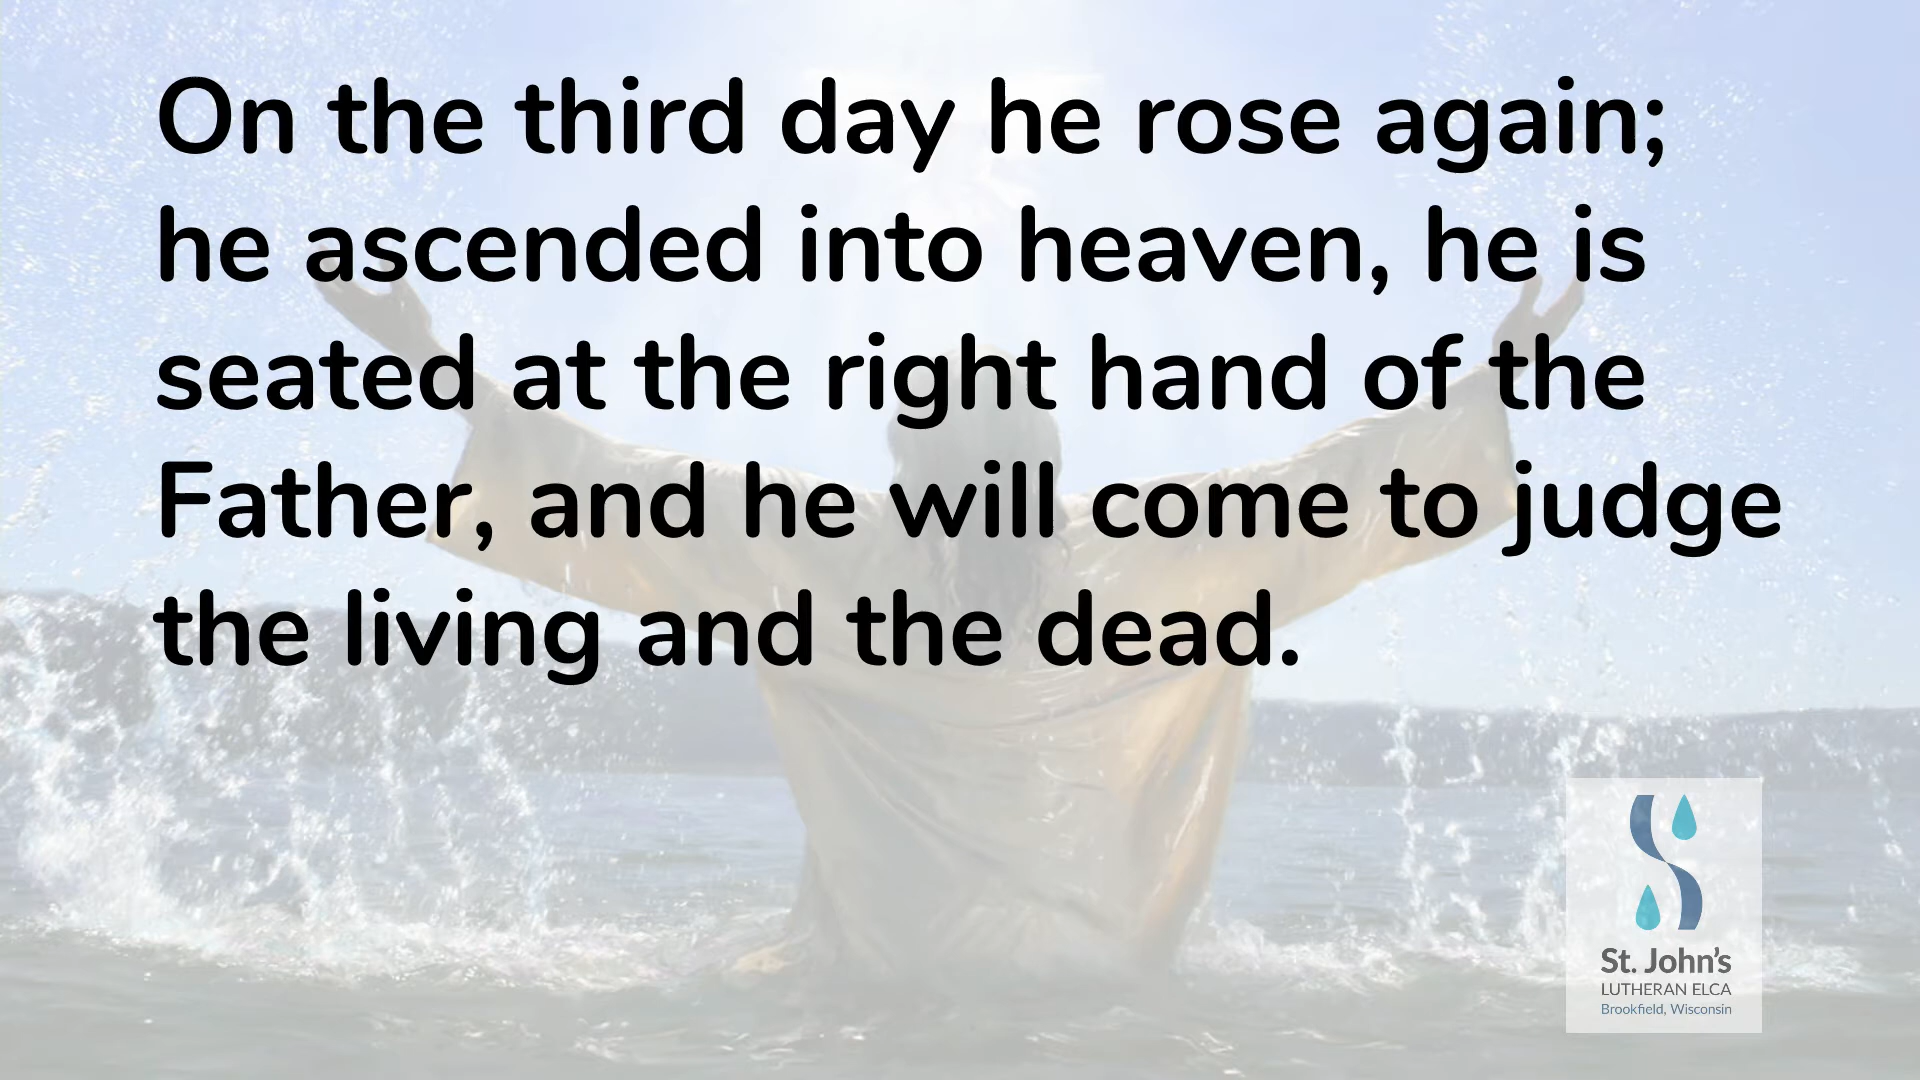 On the third day he rose again;
he ascended into heaven, he is
seated at the right hand of the
Father, and he will come to judge
the living and the dead.
St. John's
LUTHERAN ELCA
Brookfield, Wisconsin